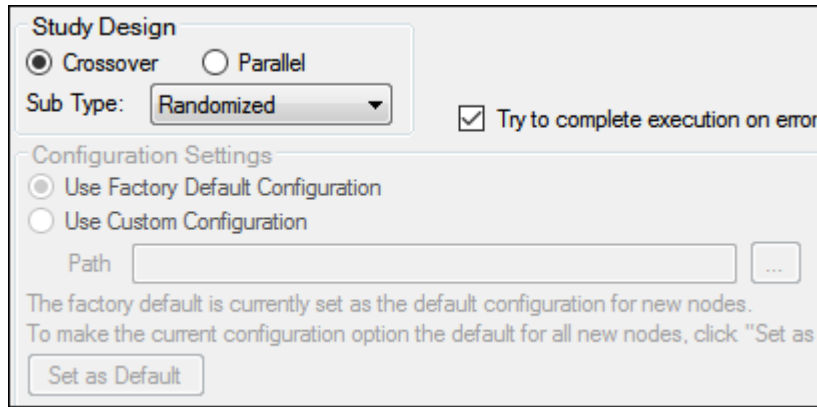 Study Design
Crossover Parallel
Sub Type: Randomized
Try to complete execution on error
Configuration Settings
Use Factory Default Configuration
Use Custom Configuration
Path ...
The factory default is currently set as the default configuration for new nodes.
To make the current configuration option the default for all new nodes, click "Set as
Set as Default